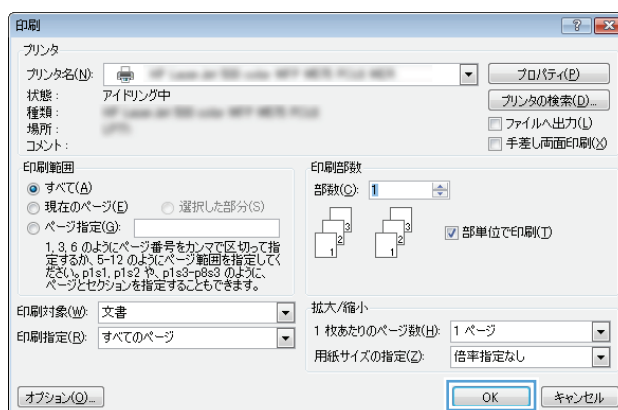 印刷
プリンタ
プリンタ名(N):
プロパティ(P)
状態： アイドリング中
プリンタの検索(D)...
種類：
場所：
ファイルへ出力(L)
コメント：
手差し両面印刷(X)
印刷範囲
すべて(A)
現在のページ(E) 選択した部分(S)
ページ指定(G):
1, 3, 6 のようにページ番号をカンマで区切って指
定するか、5-12 のようにページ範囲を指定してく
ださい。p1s1, p1s2 や、p1s3-p8s3 のように、
ページとセクションを指定することもできます。
印刷部数
部数(C): 1
1 2 3 1 2 3
部単位で印刷(T)
印刷対象(W): 文書
印刷指定(R): すべてのページ
拡大/縮小
1 枚あたりのページ数(H): 1 ページ
用紙サイズの指定(Z): 倍率指定なし
オプション(O)...
OK キャンセル